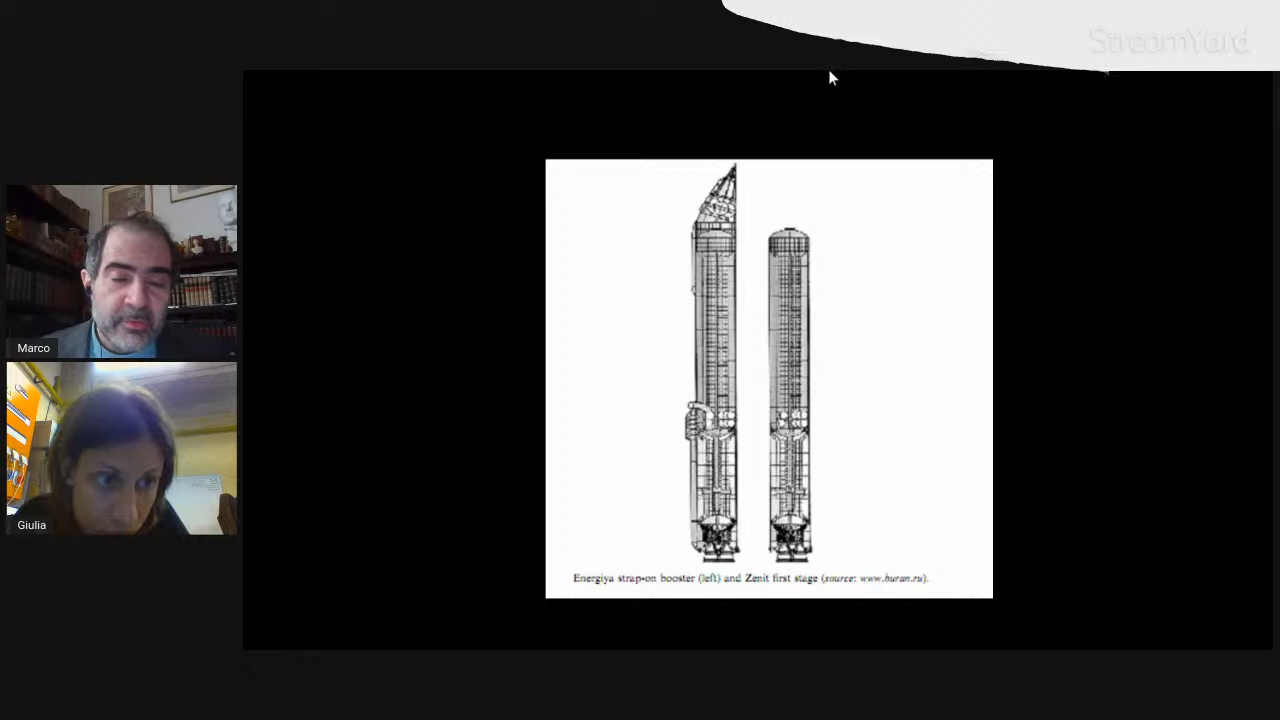 StreamYard
Marco
Giulia
Energiya strap-on booster (left) and Zenit first stage (source: www.buran.ru).